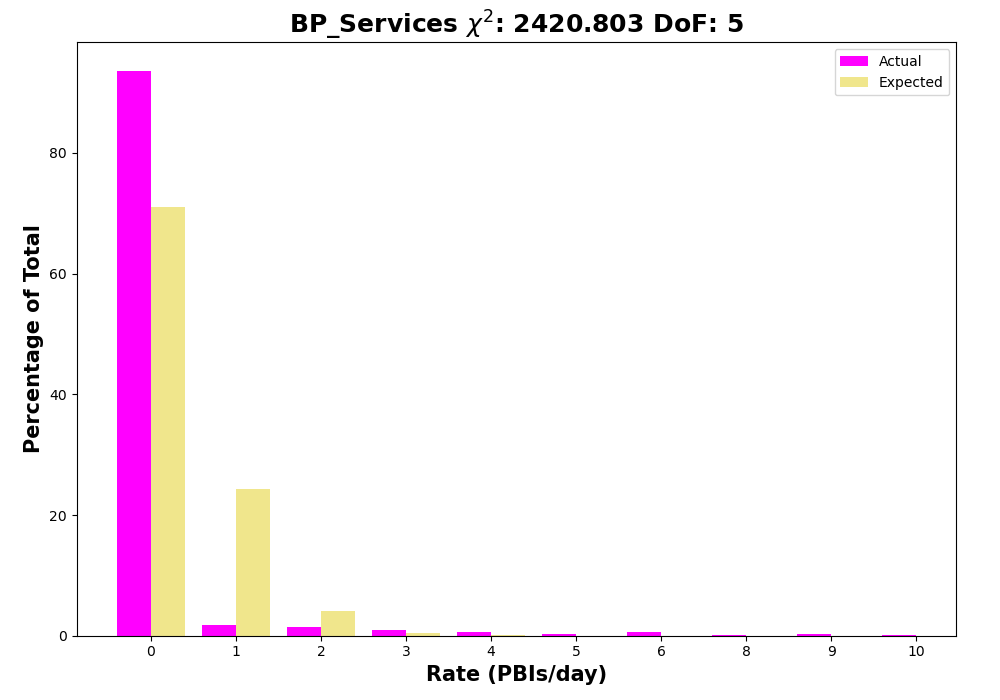 BP_Services χ²: 2420.803 DoF: 5
Actual
Expected
Percentage of Total
80
60
40
20
0
0 1 2 3 4 5 6 8 9 10
Rate (PBIs/day)